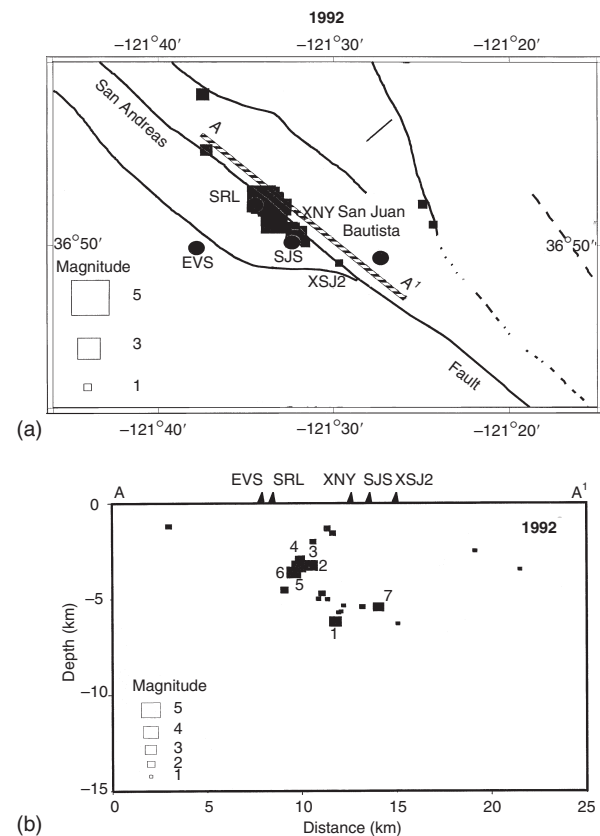 1992
−121°40′ −121°30′ −121°20′
San Andreas
A
SRL
XNY San Juan
Bautista
36°50′ 36°50′
EVS
SJS
XSJ2
A¹
Magnitude
5
3
1
Fault
(a)
−121°40′ −121°30′ −121°20′
EVS SRL XNY SJS XSJ2
A A¹
0
1992
4
3
2
6
5
7
1
−5
−10
−15
Depth (km)
Magnitude
5
4
3
2
1
(b)
0 5 10 15 20 25
Distance (km)